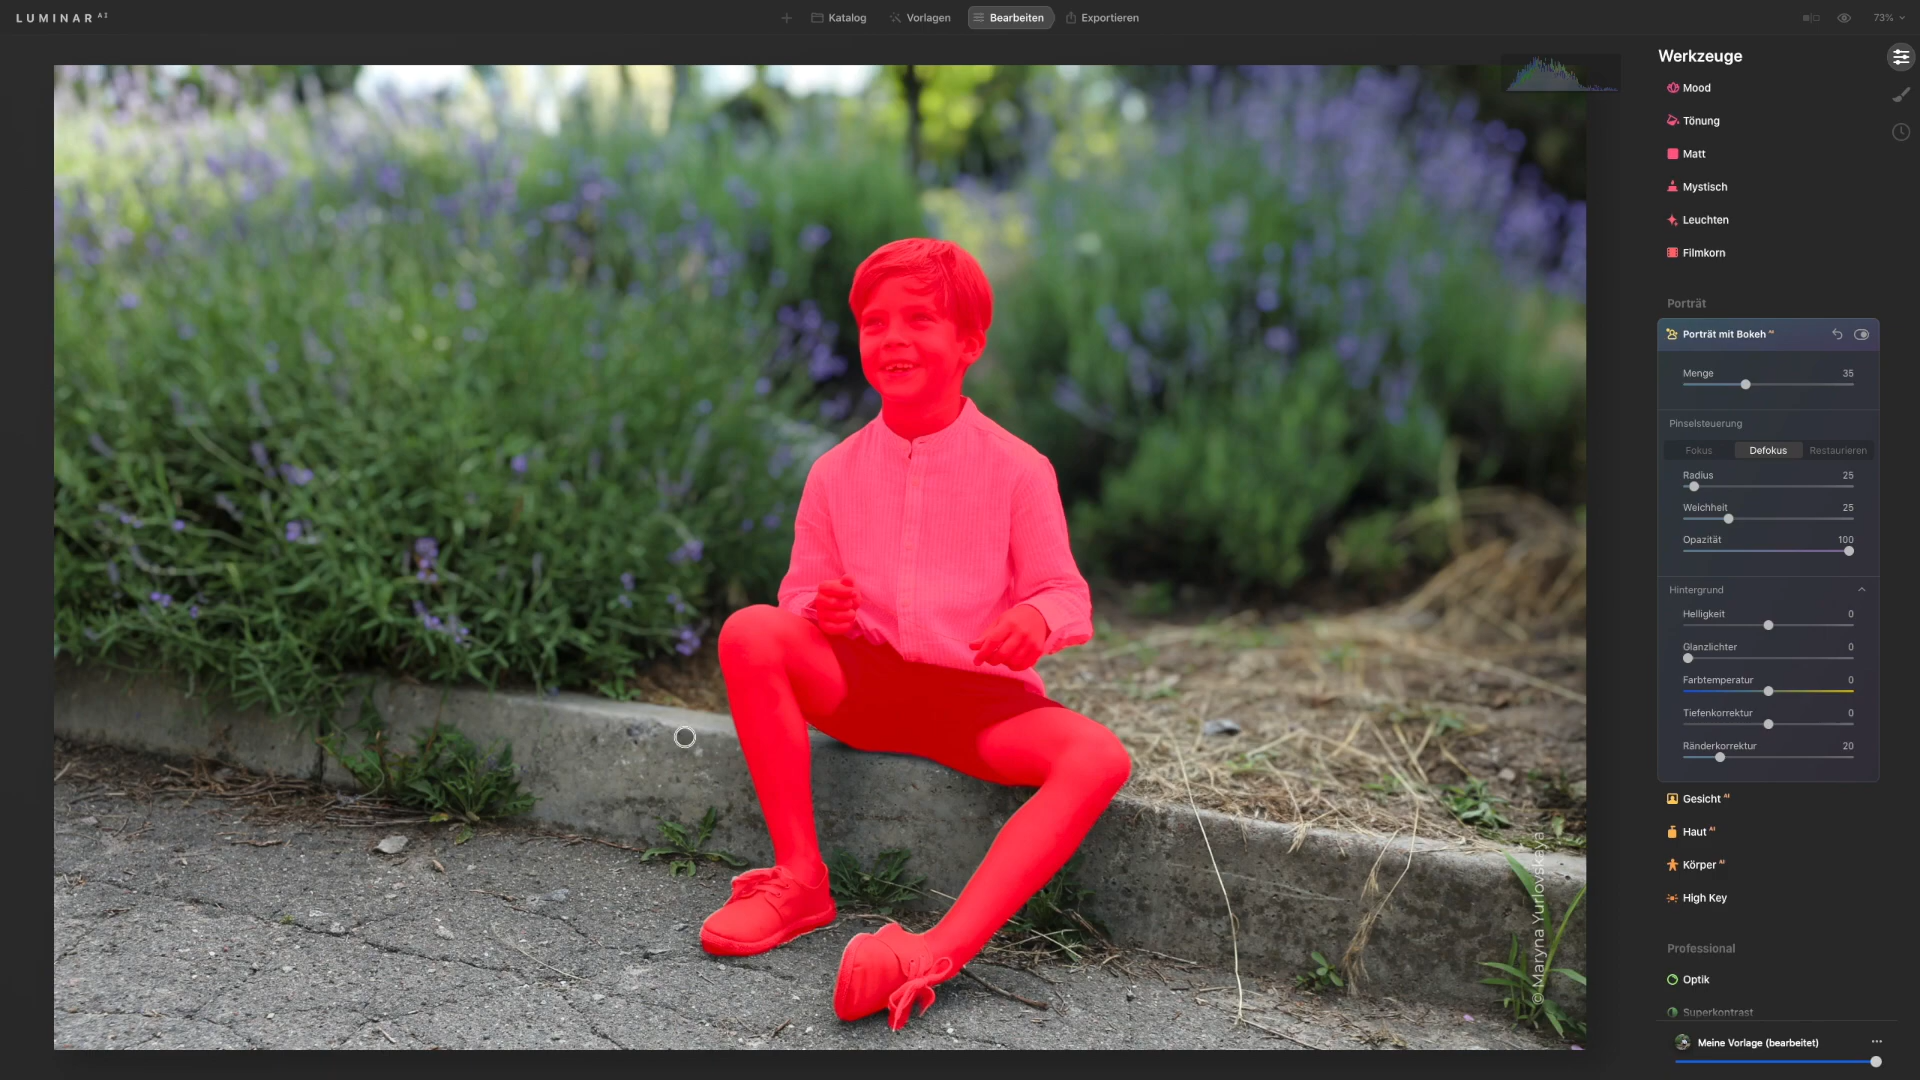 LUMINAR AI
Katalog
Vorlagen
Bearbeiten
Exportieren
73%
Werkzeuge
Mood
Tönung
Matt
Mystisch
Leuchten
Filmkorn
Porträt
Porträt mit Bokeh AI
Menge 35
Pinselsteuerung
Fokus Defokus Restaurieren
Radius 25
Weichheit 25
Opazität 100
Hintergrund
Helligkeit 0
Glanzlichter 0
Farbtemperatur 0
Tiefenkorrektur 0
Ränderkorrektur 20
Gesicht AI
Haut AI
Körper AI
High Key
Professional
Optik
Superkontrast
Meine Vorlage (bearbeitet)
© Maryna Yurlovskaya